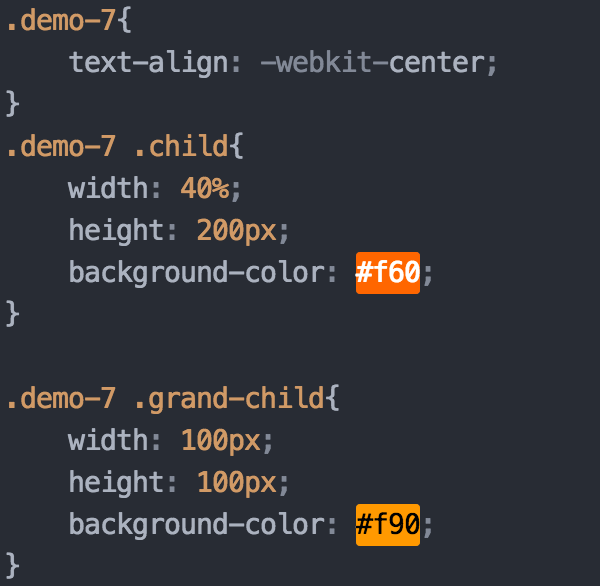 .demo-7{
    text-align: -webkit-center;
}
.demo-7 .child{
    width: 40%;
    height: 200px;
    background-color: #f60;
}

.demo-7 .grand-child{
    width: 100px;
    height: 100px;
    background-color: #f90;
}